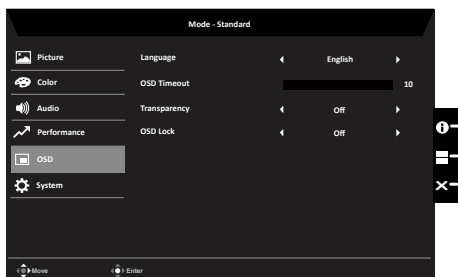 Mode - Standard
Picture
Language English
Color
OSD Timeout 10
Audio
Transparency Off
Performance
OSD Lock Off
OSD
System
Move Enter